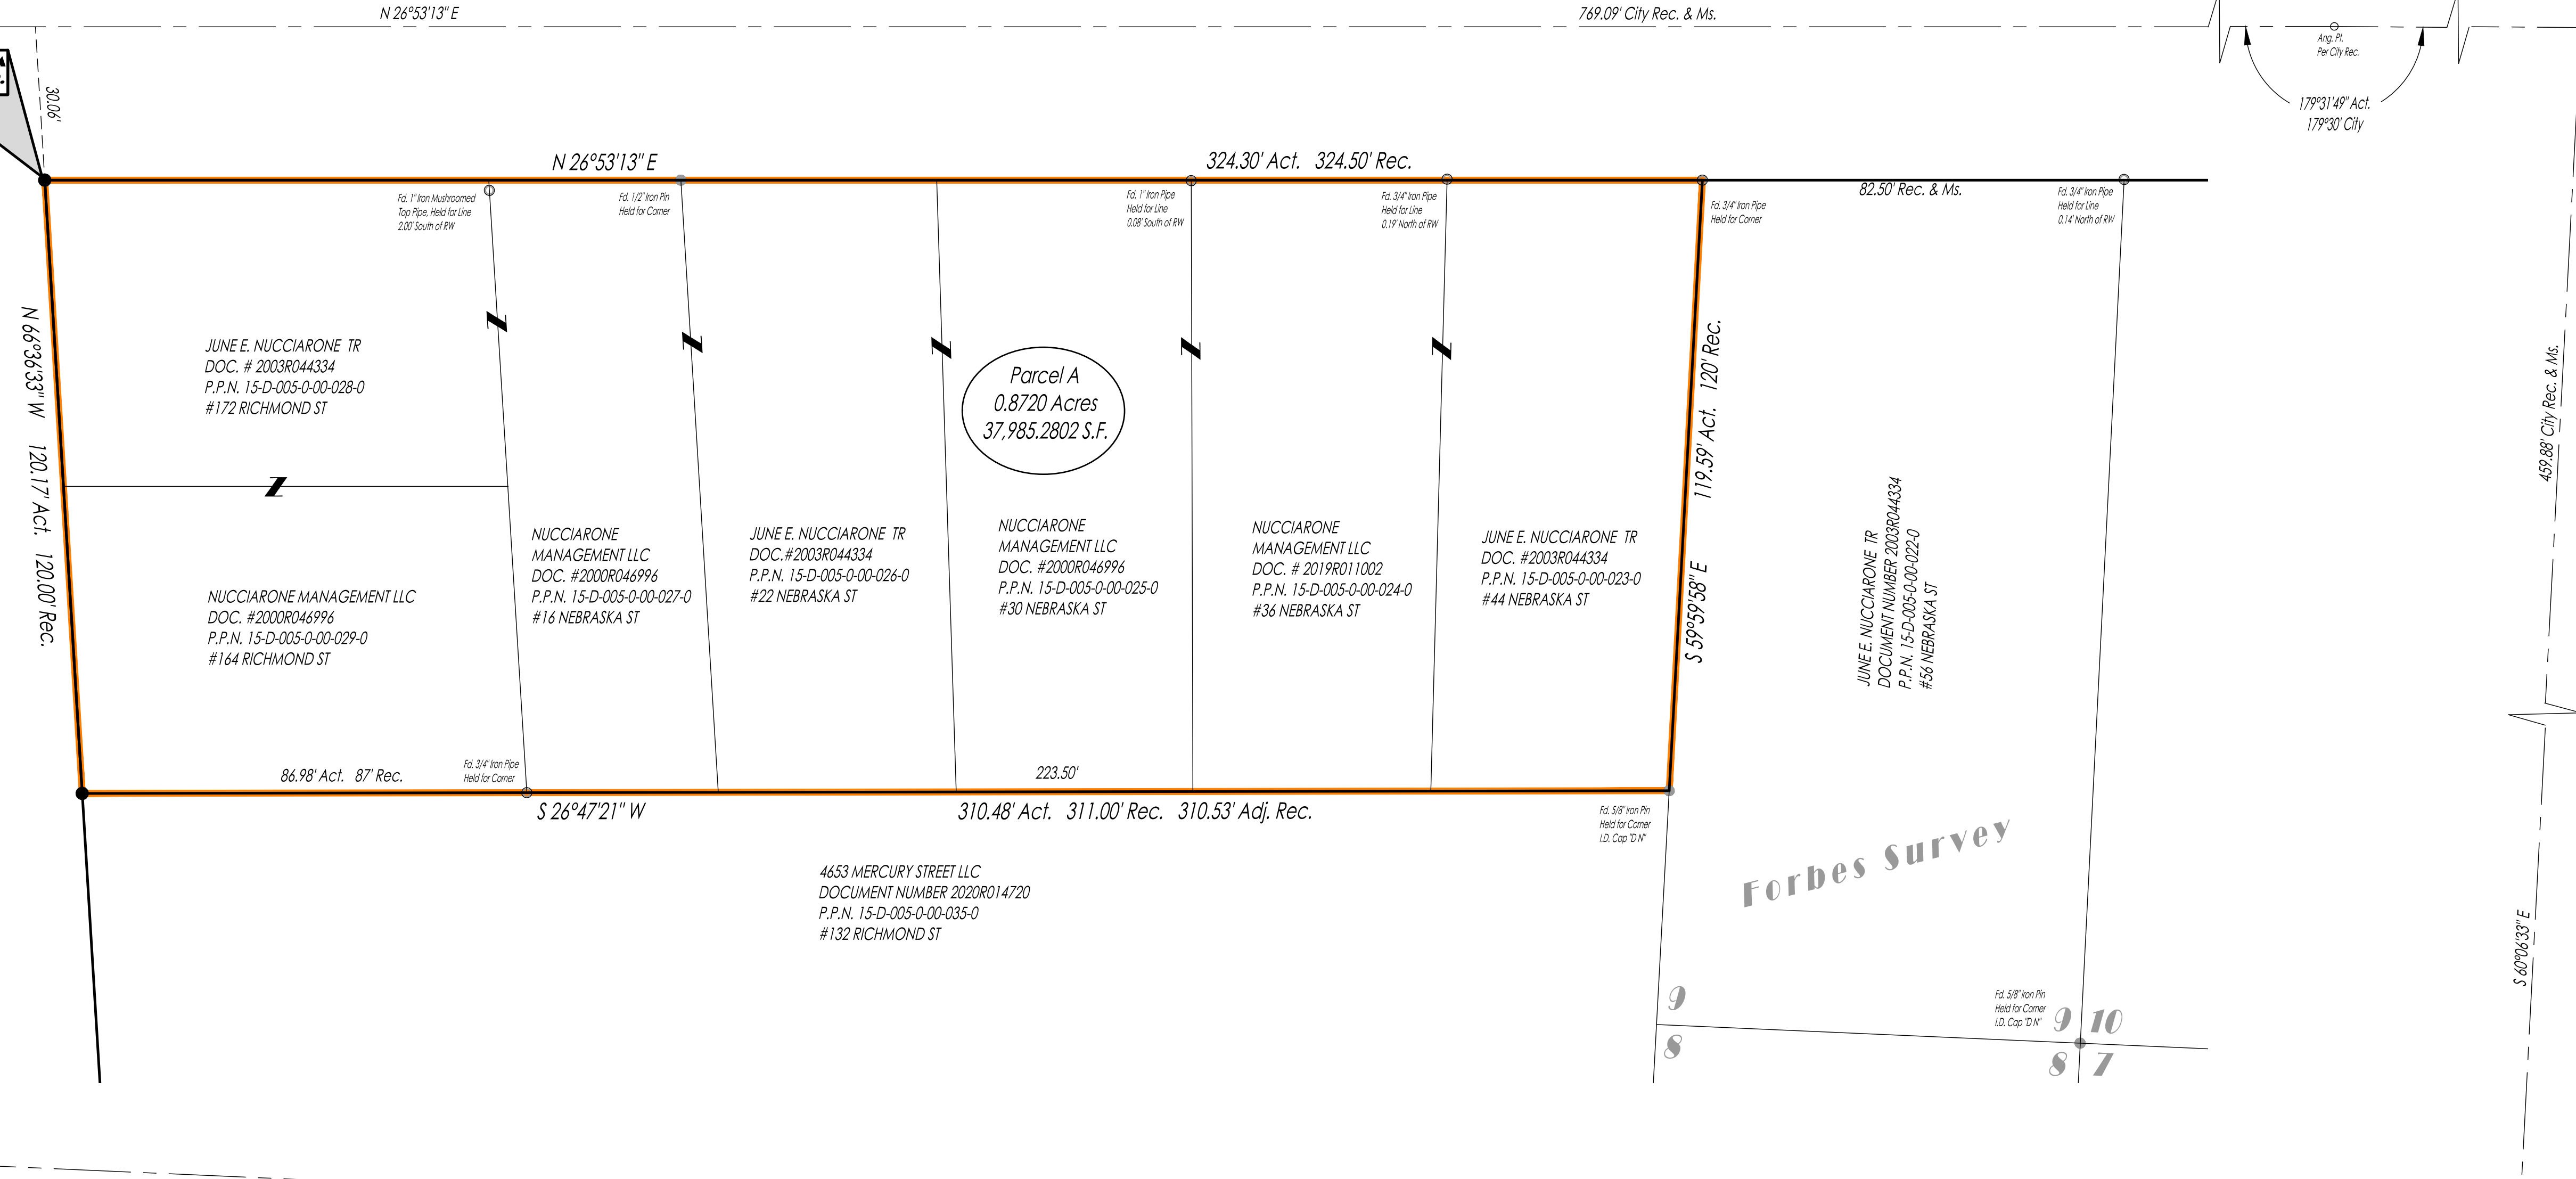 N 26°53'13" E
769.09' City Rec. & Ms.
Ang. Pt.
Per City Rec.
179°31'49" Act.
179°30' City
30.06'
N 26°53'13" E
324.30' Act. 324.50' Rec.
82.50' Rec. & Ms.
Fd. 1" Iron Mushroomed
Top Pipe, Held for Line
2.00' South of RW
Fd. 1/2" Iron Pin
Held for Corner
Fd. 1" Iron Pipe
Held for Line
0.08' South of RW
Fd. 3/4" Iron Pipe
Held for Line
0.19' North of RW
Fd. 3/4" Iron Pipe
Held for Corner
Fd. 3/4" Iron Pipe
Held for Line
0.14' North of RW
N 66°36'33" W 120.17' Act. 120.00' Rec.
JUNE E. NUCCIARONE TR
DOC. # 2003R044334
P.P.N. 15-D-005-0-00-028-0
#172 RICHMOND ST
Parcel A
0.8720 Acres
37,985.2802 S.F.
S 59°59'58" E 119.59' Act. 120' Rec.
459.88' City Rec. & Ms.
NUCCIARONE MANAGEMENT LLC
DOC. #2000R046996
P.P.N. 15-D-005-0-00-029-0
#164 RICHMOND ST
NUCCIARONE
MANAGEMENT LLC
DOC. #2000R046996
P.P.N. 15-D-005-0-00-027-0
#16 NEBRASKA ST
JUNE E. NUCCIARONE TR
DOC.#2003R044334
P.P.N. 15-D-005-0-00-026-0
#22 NEBRASKA ST
NUCCIARONE
MANAGEMENT LLC
DOC. #2000R046996
P.P.N. 15-D-005-0-00-025-0
#30 NEBRASKA ST
NUCCIARONE
MANAGEMENT LLC
DOC. # 2019R011002
P.P.N. 15-D-005-0-00-024-0
#36 NEBRASKA ST
JUNE E. NUCCIARONE TR
DOC. #2003R044334
P.P.N. 15-D-005-0-00-023-0
#44 NEBRASKA ST
JUNE E. NUCCIARONE TR
DOCUMENT NUMBER 2003R044334
P.P.N. 15-D-005-0-00-022-0
#56 NEBRASKA ST
86.98' Act. 87' Rec.
Fd. 3/4" Iron Pipe
Held for Corner
223.50'
S 26°47'21" W
310.48' Act. 311.00' Rec. 310.53' Adj. Rec.
Fd. 5/8" Iron Pin
Held for Corner
I.D. Cap "D N"
4653 MERCURY STREET LLC
DOCUMENT NUMBER 2020R014720
P.P.N. 15-D-005-0-00-035-0
#132 RICHMOND ST
Forbes Survey
S 60°06'33" E
9
8
Fd. 5/8" Iron Pin
Held for Corner
I.D. Cap "D N"
9 10
8 7